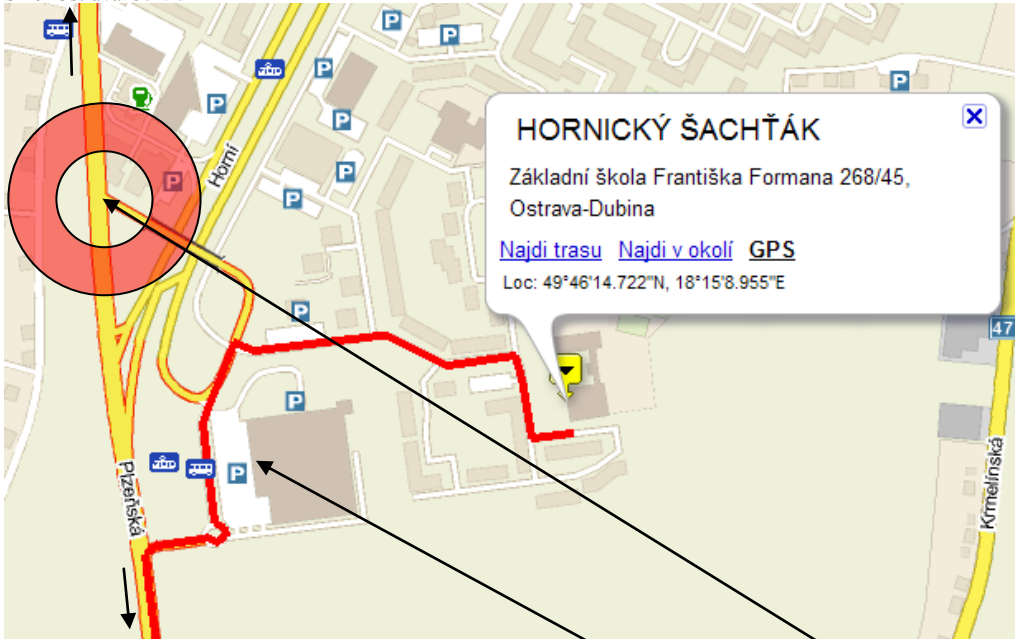 HORNICKÝ ŠACHŤÁK
Základní škola Františka Formana 268/45,
Ostrava-Dubina
Najdi trasu Najdi v okolí GPS
Loc: 49°46'14.722"N, 18°15'8.955"E
P
P
P
P
P
P
P
P
P
P
P
P
Horní
47
Plzeňská
Krmelínská